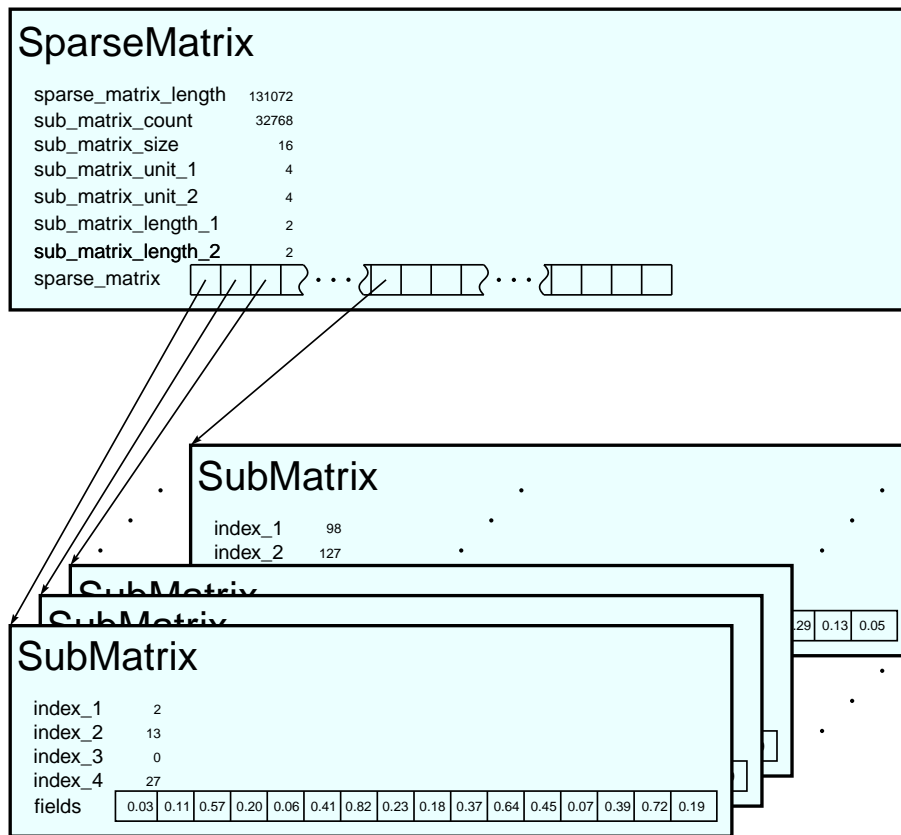 SparseMatrix
sparse_matrix_length 131072
sub_matrix_count 32768
sub_matrix_size 16
sub_matrix_unit_1 4
sub_matrix_unit_2 4
sub_matrix_length_1 2
sub_matrix_length_2 2
sparse_matrix
SubMatrix
index_1 98
index_2 127
SubMatrix
SubMatrix
.29 0.13 0.05
SubMatrix
index_1 2
index_2 13
index_3 0
index_4 27
fields 0.03 0.11 0.57 0.20 0.06 0.41 0.82 0.23 0.18 0.37 0.64 0.45 0.07 0.39 0.72 0.19